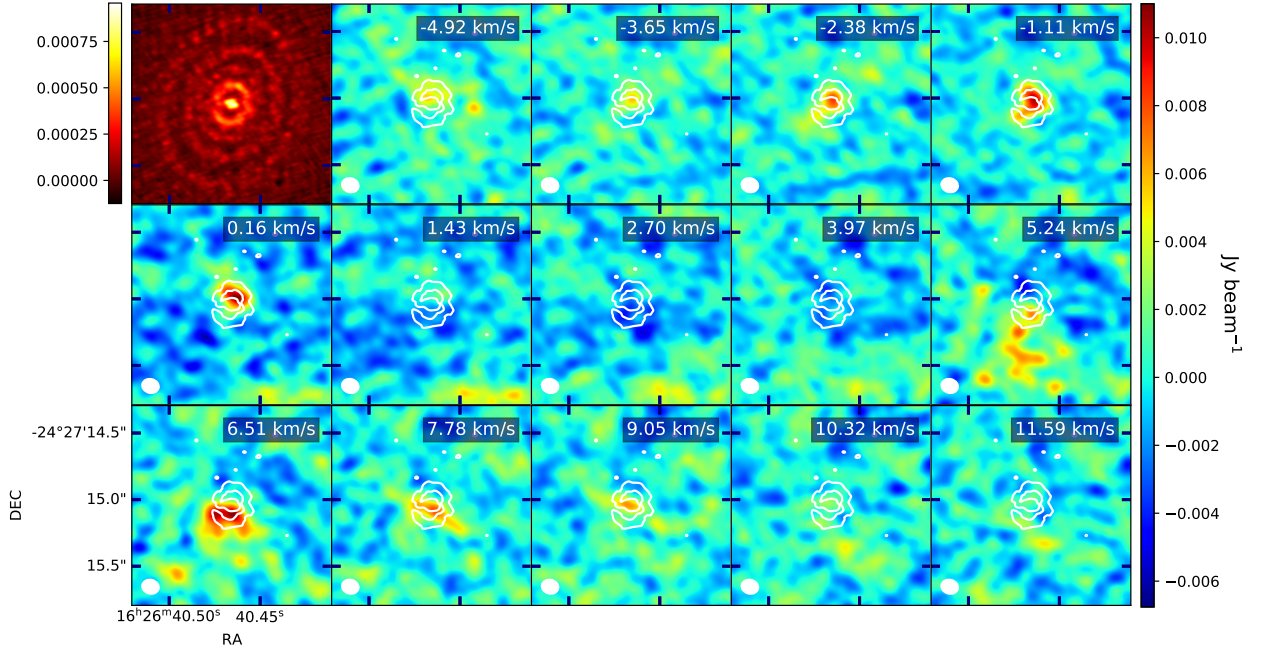 0.00075
0.00050
0.00025
0.00000
-4.92 km/s
-3.65 km/s
-2.38 km/s
-1.11 km/s
0.16 km/s
1.43 km/s
2.70 km/s
3.97 km/s
5.24 km/s
6.51 km/s
7.78 km/s
9.05 km/s
10.32 km/s
11.59 km/s
-24°27'14.5"
15.0"
15.5"
DEC
16ʰ26ᵐ40.50ˢ 40.45ˢ
RA
0.010
0.008
0.006
0.004
0.002
0.000
−0.002
−0.004
−0.006
Jy beam⁻¹